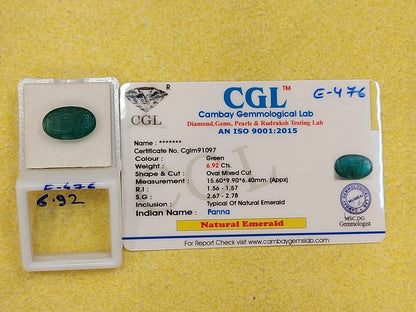 R
CGL
CGL™
Cambay Gemmological Lab
Diamond,Gems, Pearls & Rudraksh Testing Lab
AN ISO 9001:2015
E-476
Name : *******
Certificate No. Cglm91097
Colour : Green
Weight : 6.92 Cts.
Shape & Cut : Oval Mixed Cut
Measurement : 15.60*9.90*6.40mm. (Appx)
R.I : 1.56 - 1.57
S.G : 2.67 - 2.78
Inclusion : Typical Of Natural Emerald
Indian Name : Panna
Natural Emerald
For Report Check Visit : www.cambaygemslab.com
MSC,DG
Gemmologist
E-476
6.92